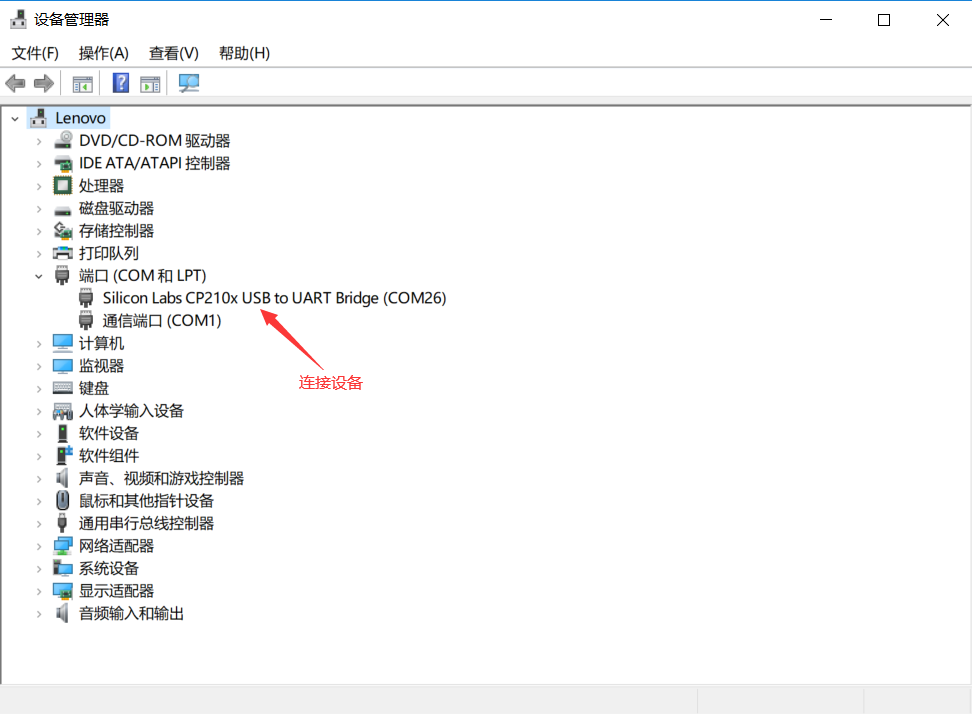 设备管理器
文件(F) 操作(A) 查看(V) 帮助(H)
Lenovo
DVD/CD-ROM 驱动器
IDE ATA/ATAPI 控制器
处理器
磁盘驱动器
存储控制器
打印队列
端口 (COM 和 LPT)
Silicon Labs CP210x USB to UART Bridge (COM26)
通信端口 (COM1)
计算机
监视器
连接设备
键盘
人体学输入设备
软件设备
软件组件
声音、视频和游戏控制器
鼠标和其他指针设备
通用串行总线控制器
网络适配器
系统设备
显示适配器
音频输入和输出